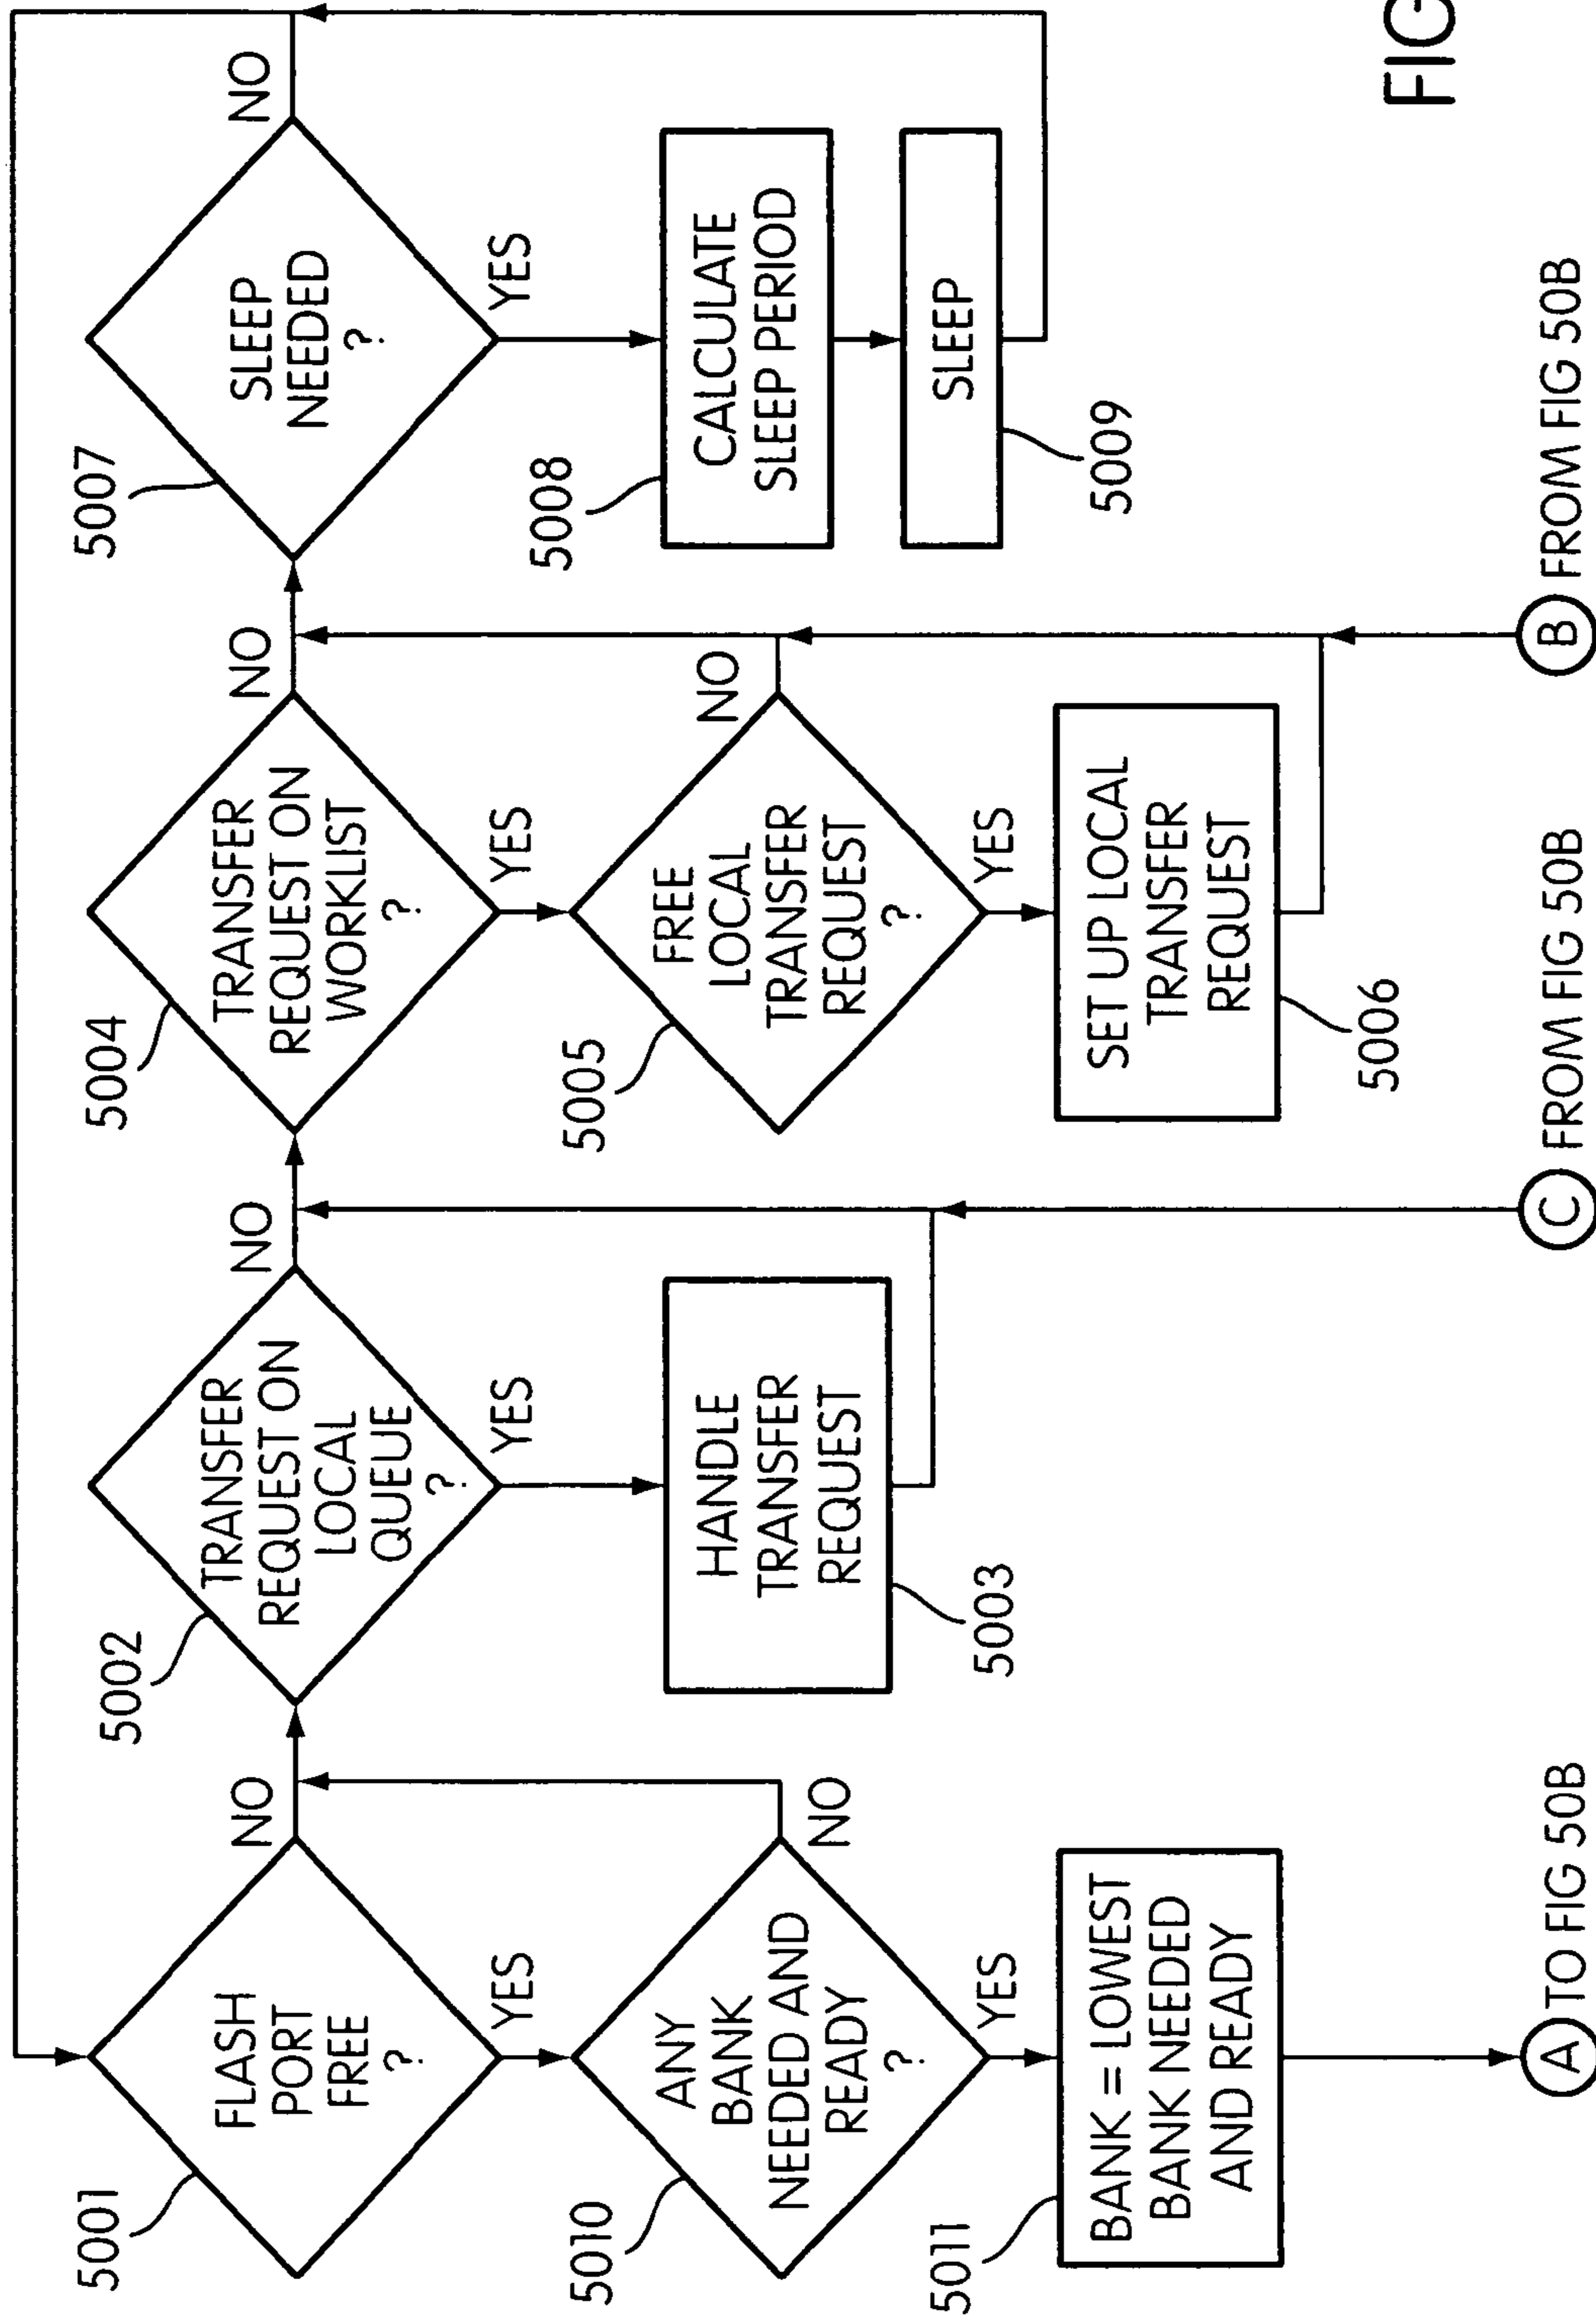 5001
FLASH
PORT
FREE
?
NO
YES
5010
ANY
BANK
NEEDED AND
READY
?
NO
YES
5011
BANK = LOWEST
BANK NEEDED
AND READY
A TO FIG 50B
5002
TRANSFER
REQUEST ON
LOCAL
QUEUE
?
NO
YES
HANDLE
TRANSFER
REQUEST
5003
C FROM FIG 50B
5004
TRANSFER
REQUEST ON
WORKLIST
?
NO
YES
5005
FREE
LOCAL
TRANSFER
REQUEST
?
NO
YES
SET UP LOCAL
TRANSFER
REQUEST
5006
B FROM FIG 50B
5007
SLEEP
NEEDED
?
NO
YES
5008
CALCULATE
SLEEP PERIOD
SLEEP
5009
FIG